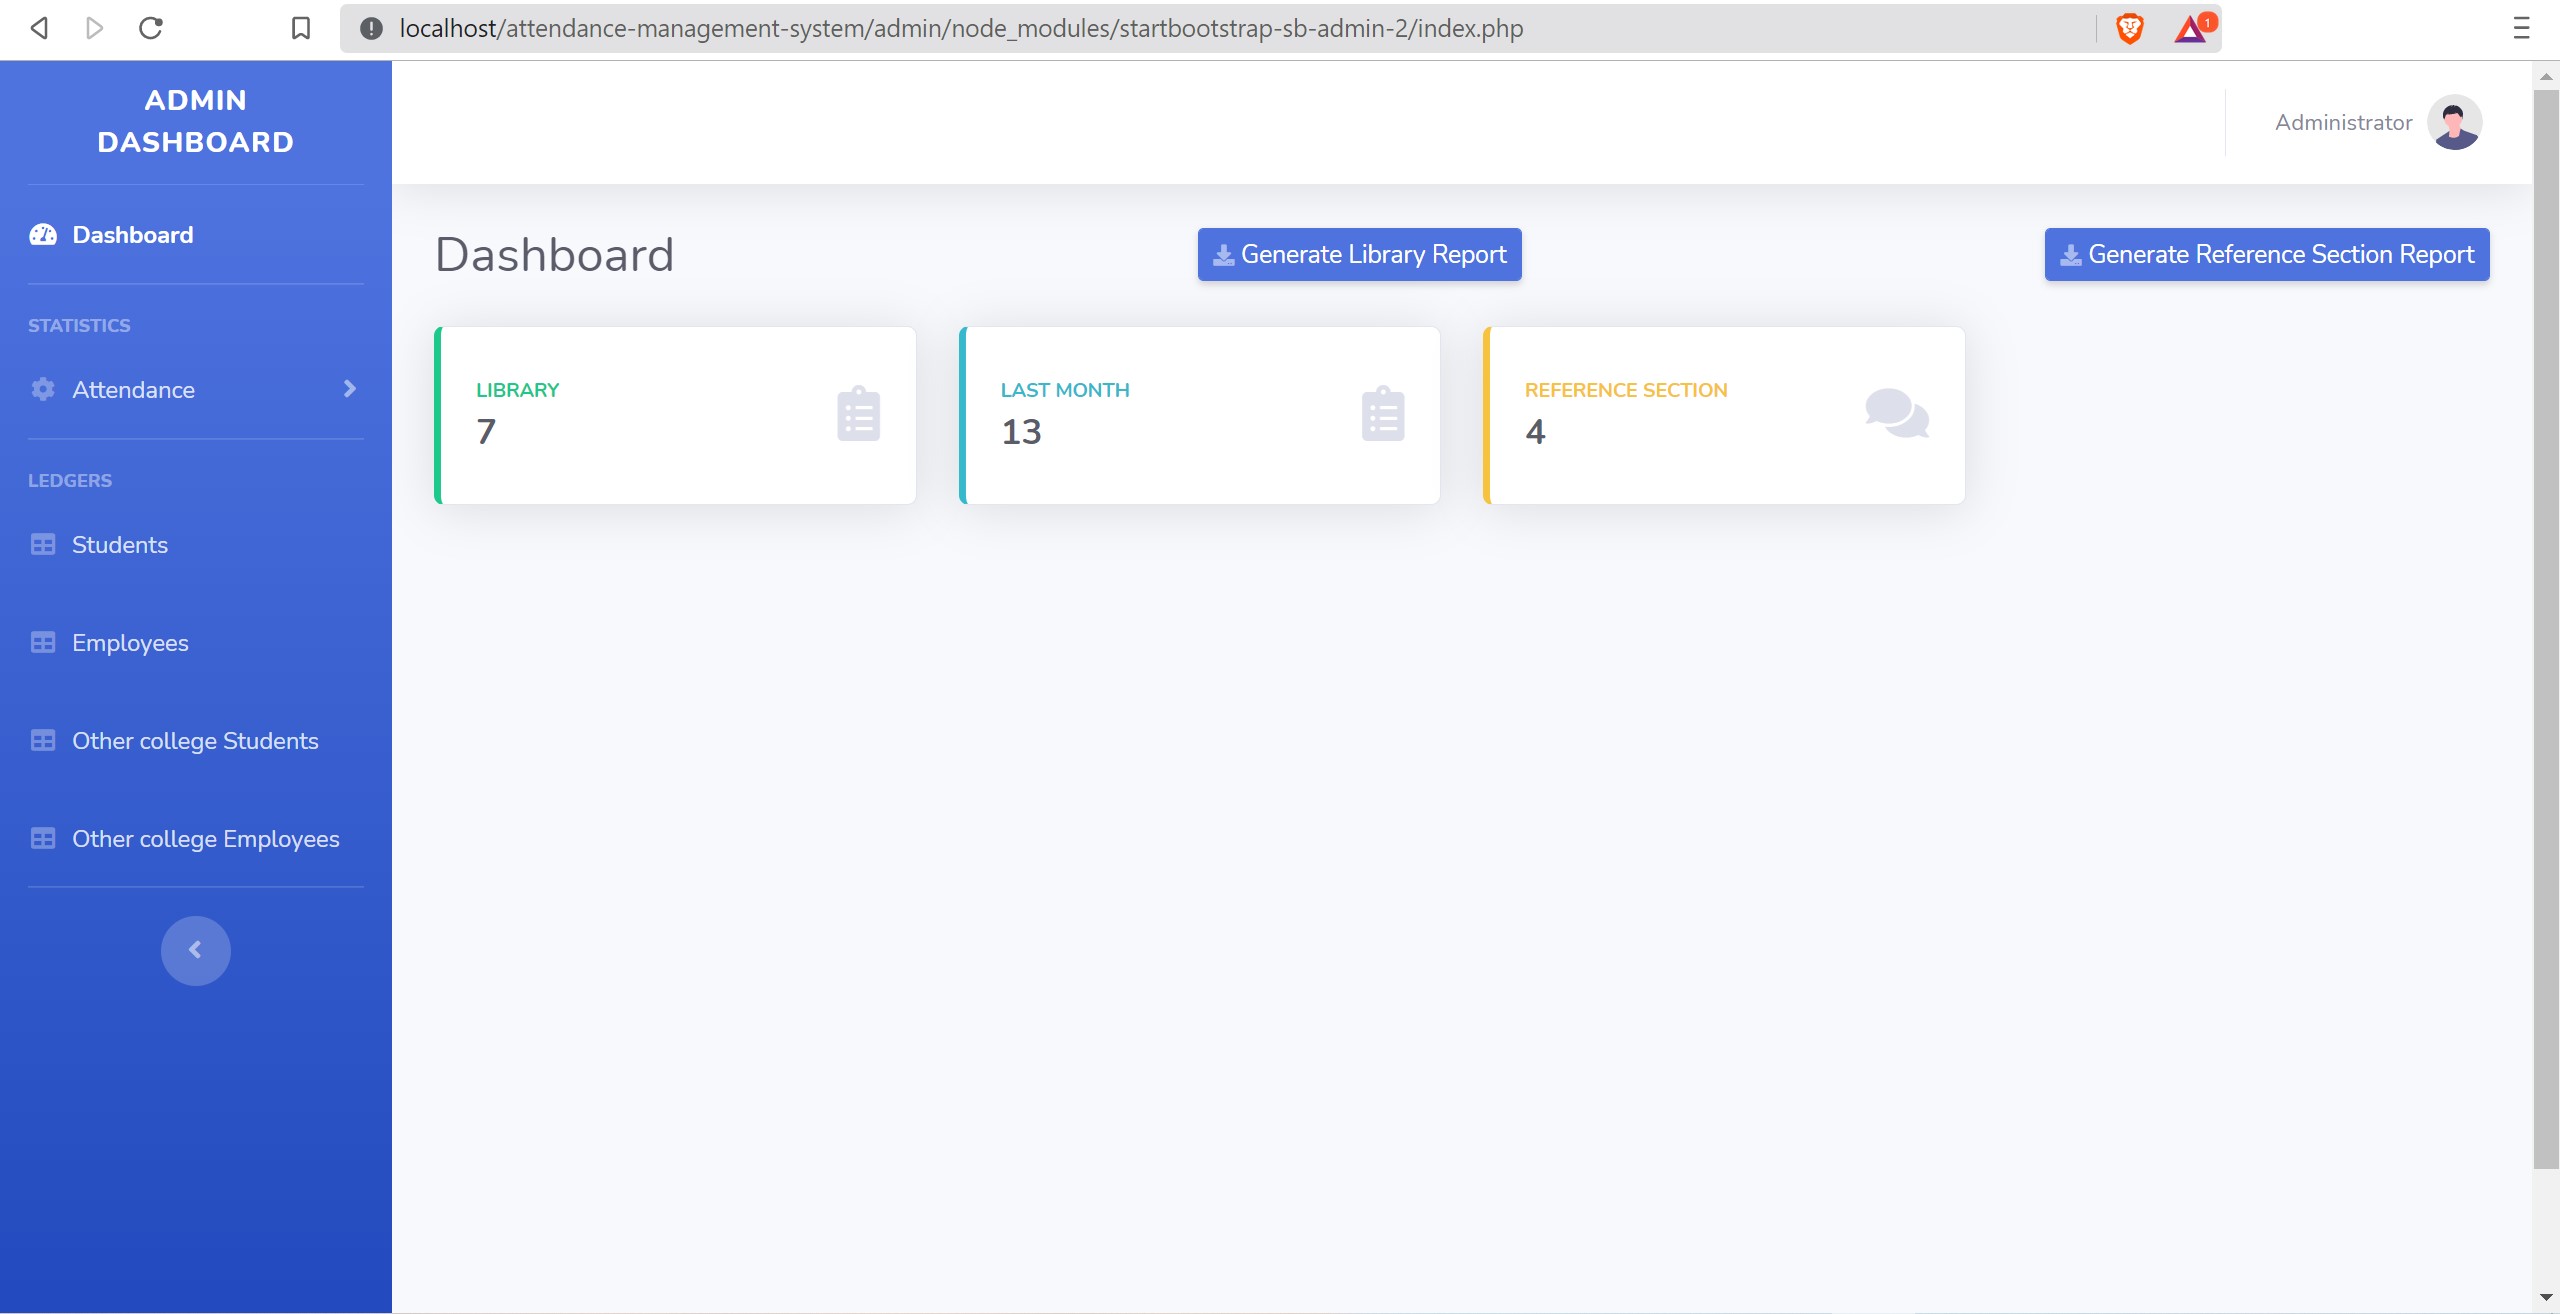 localhost/attendance-management-system/admin/node_modules/startbootstrap-sb-admin-2/index.php
1
ADMIN
DASHBOARD
Administrator
Dashboard
STATISTICS
Attendance
LEDGERS
Students
Employees
Other college Students
Other college Employees
Dashboard
Generate Library Report
Generate Reference Section Report
LIBRARY
7
LAST MONTH
13
REFERENCE SECTION
4